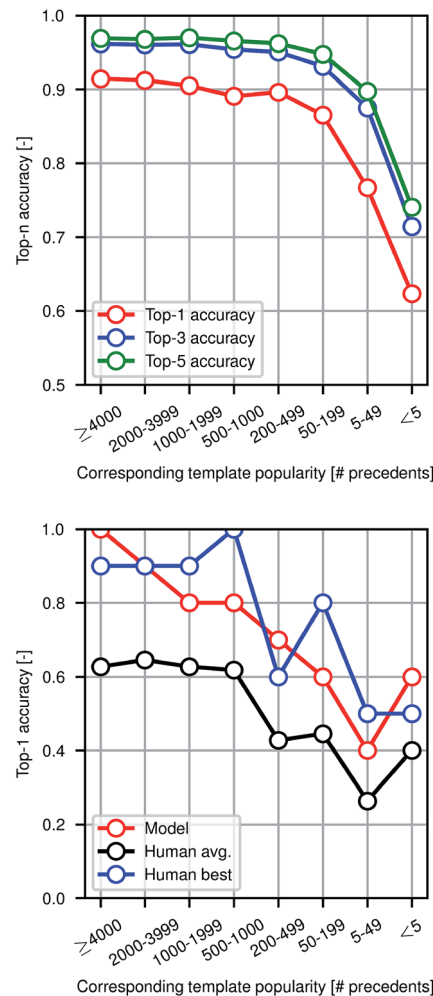 1.0
0.9
0.8
0.7
0.6
0.5
Top-n accuracy [-]
Top-1 accuracy
Top-3 accuracy
Top-5 accuracy
≥4000
2000-3999
1000-1999
500-1000
200-499
50-199
5-49
<5
Corresponding template popularity [# precedents]
1.0
0.8
0.6
0.4
0.2
0.0
Top-1 accuracy [-]
Model
Human avg.
Human best
≥4000
2000-3999
1000-1999
500-1000
200-499
50-199
5-49
<5
Corresponding template popularity [# precedents]